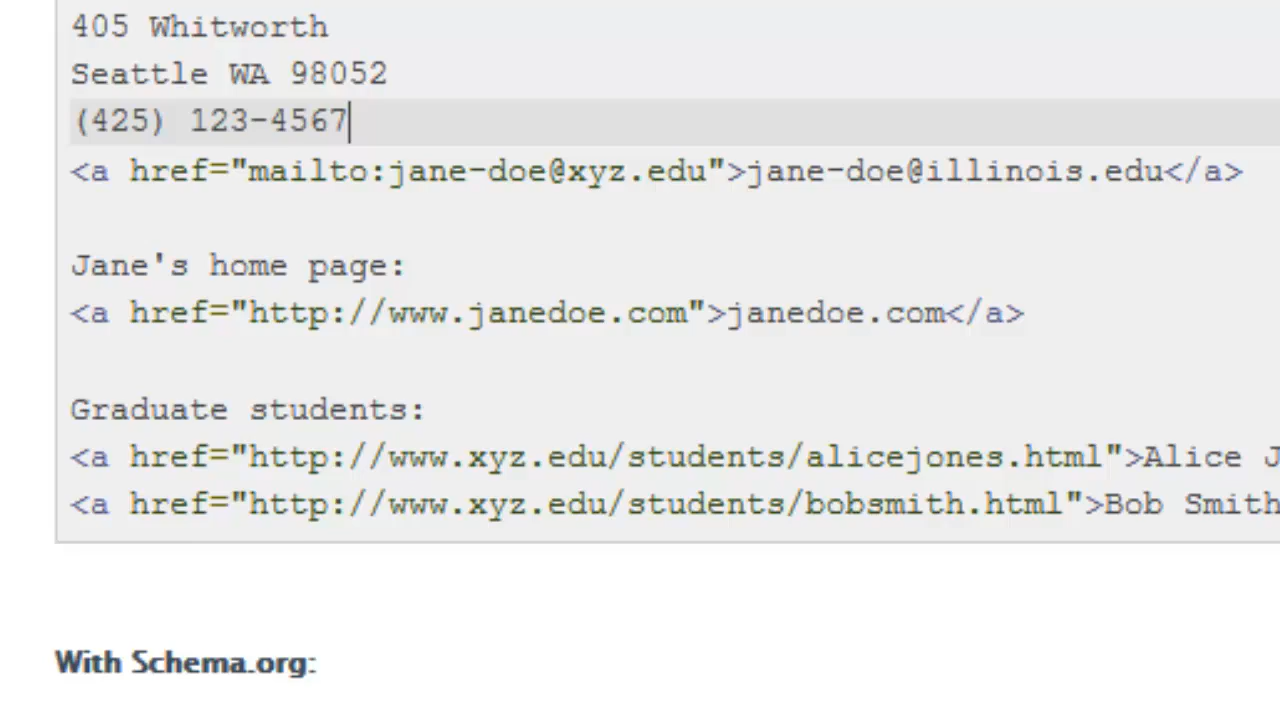 405 Whitworth
Seattle WA 98052
(425) 123-4567
<a href="mailto:jane-doe@xyz.edu">jane-doe@illinois.edu</a>
Jane's home page:
<a href="http://www.janedoe.com">janedoe.com</a>
Graduate students:
<a href="http://www.xyz.edu/students/alicejones.html">Alice J
<a href="http://www.xyz.edu/students/bobsmith.html">Bob Smith
With Schema.org: